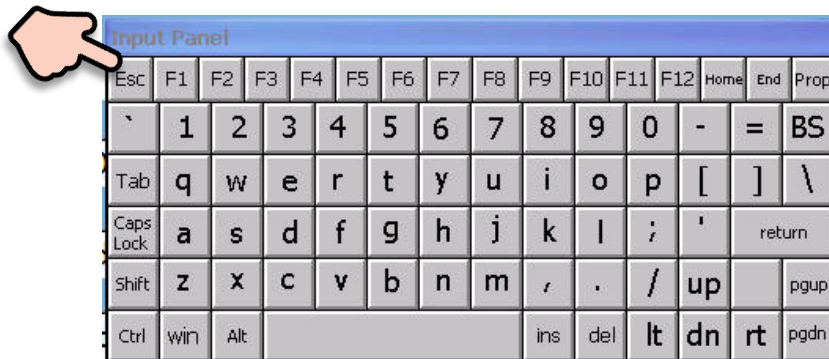 Input Panel
Esc F1 F2 F3 F4 F5 F6 F7 F8 F9 F10 F11 F12 Home End Prop
` 1 2 3 4 5 6 7 8 9 0 - = BS
Tab q w e r t y u i o p [ ] \
Caps Lock a s d f g h j k l ; ' return
Shift z x c v b n m , . / up pgup
Ctrl win Alt ins del lt dn rt pgdn